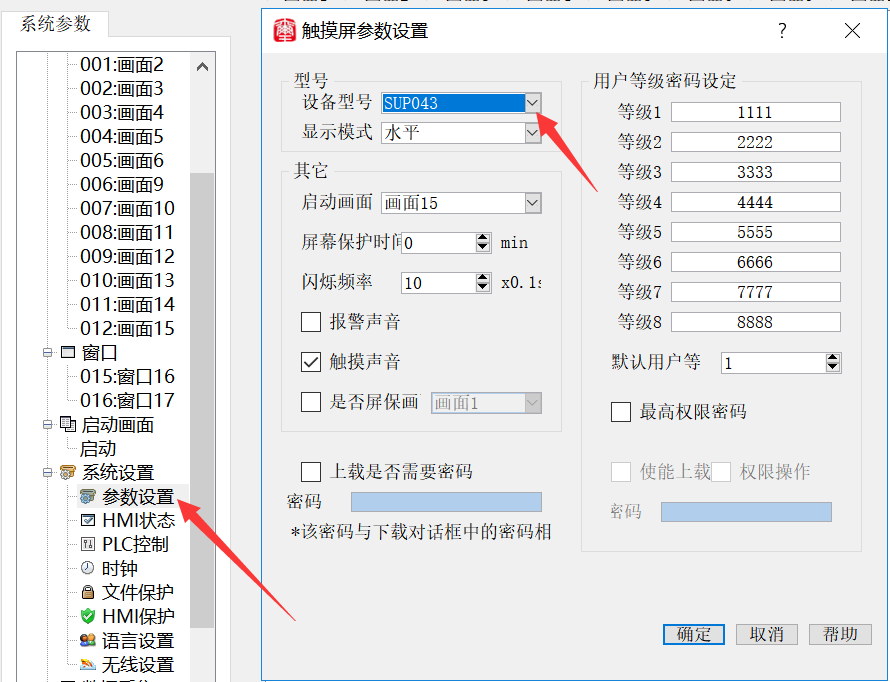 系统参数
001:画面2
002:画面3
003:画面4
004:画面5
005:画面6
006:画面9
007:画面10
008:画面11
009:画面12
010:画面13
011:画面14
012:画面15
窗口
015:窗口16
016:窗口17
启动画面
启动
系统设置
参数设置
HMI状态
PLC控制
时钟
文件保护
HMI保护
语言设置
无线设置
触摸屏参数设置
型号
设备型号 SUP043
显示模式 水平
其它
启动画面 画面15
屏幕保护时间 0 min
闪烁频率 10 x0.1s
报警声音
触摸声音
是否屏保画 画面1
上载是否需要密码
密码
*该密码与下载对话框中的密码相
用户等级密码设定
等级1 1111
等级2 2222
等级3 3333
等级4 4444
等级5 5555
等级6 6666
等级7 7777
等级8 8888
默认用户等 1
最高权限密码
使能上载 权限操作
密码
确定 取消 帮助